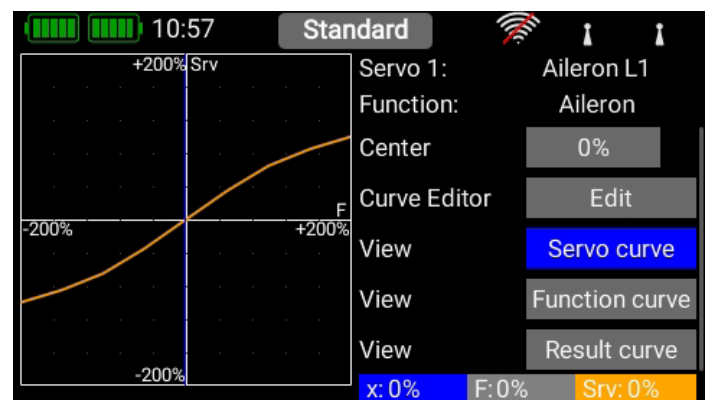 10:57 Standard
+200% Srv
F
-200% +200%
-200%
Servo 1: Aileron L1
Function: Aileron
Center 0%
Curve Editor Edit
View Servo curve
View Function curve
View Result curve
x: 0% F: 0% Srv: 0%